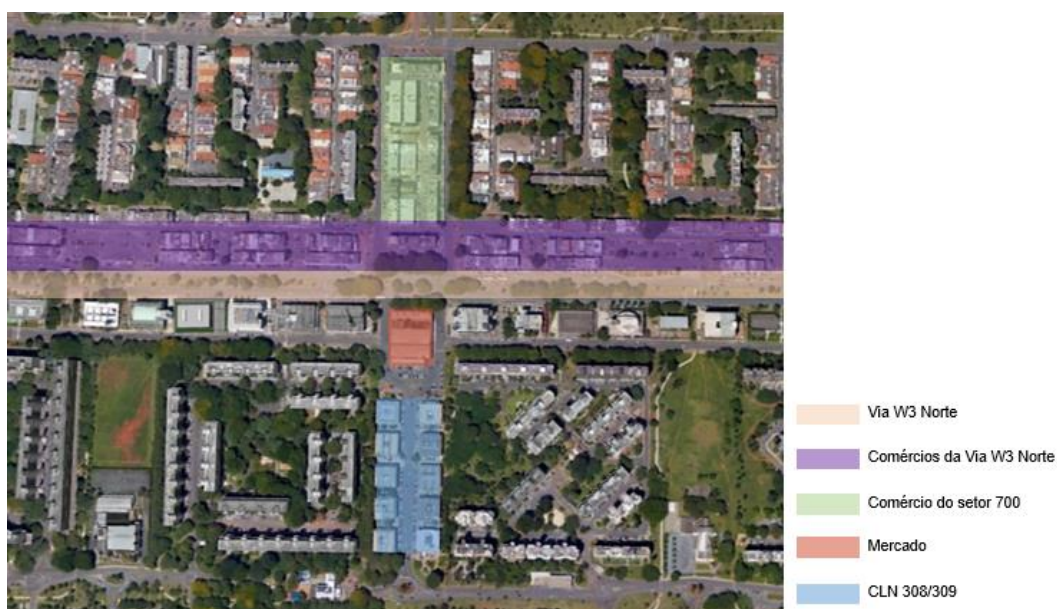 Via W3 Norte
Comércios da Via W3 Norte
Comércio do setor 700
Mercado
CLN 308/309